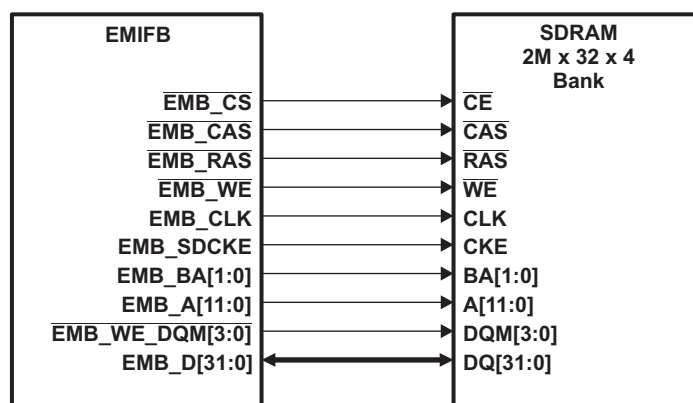 EMIFB
SDRAM
2M x 32 x 4
Bank
EMB_CS CE
EMB_CAS CAS
EMB_RAS RAS
EMB_WE WE
EMB_CLK CLK
EMB_SDCKE CKE
EMB_BA[1:0] BA[1:0]
EMB_A[11:0] A[11:0]
EMB_WE_DQM[3:0] DQM[3:0]
EMB_D[31:0] DQ[31:0]